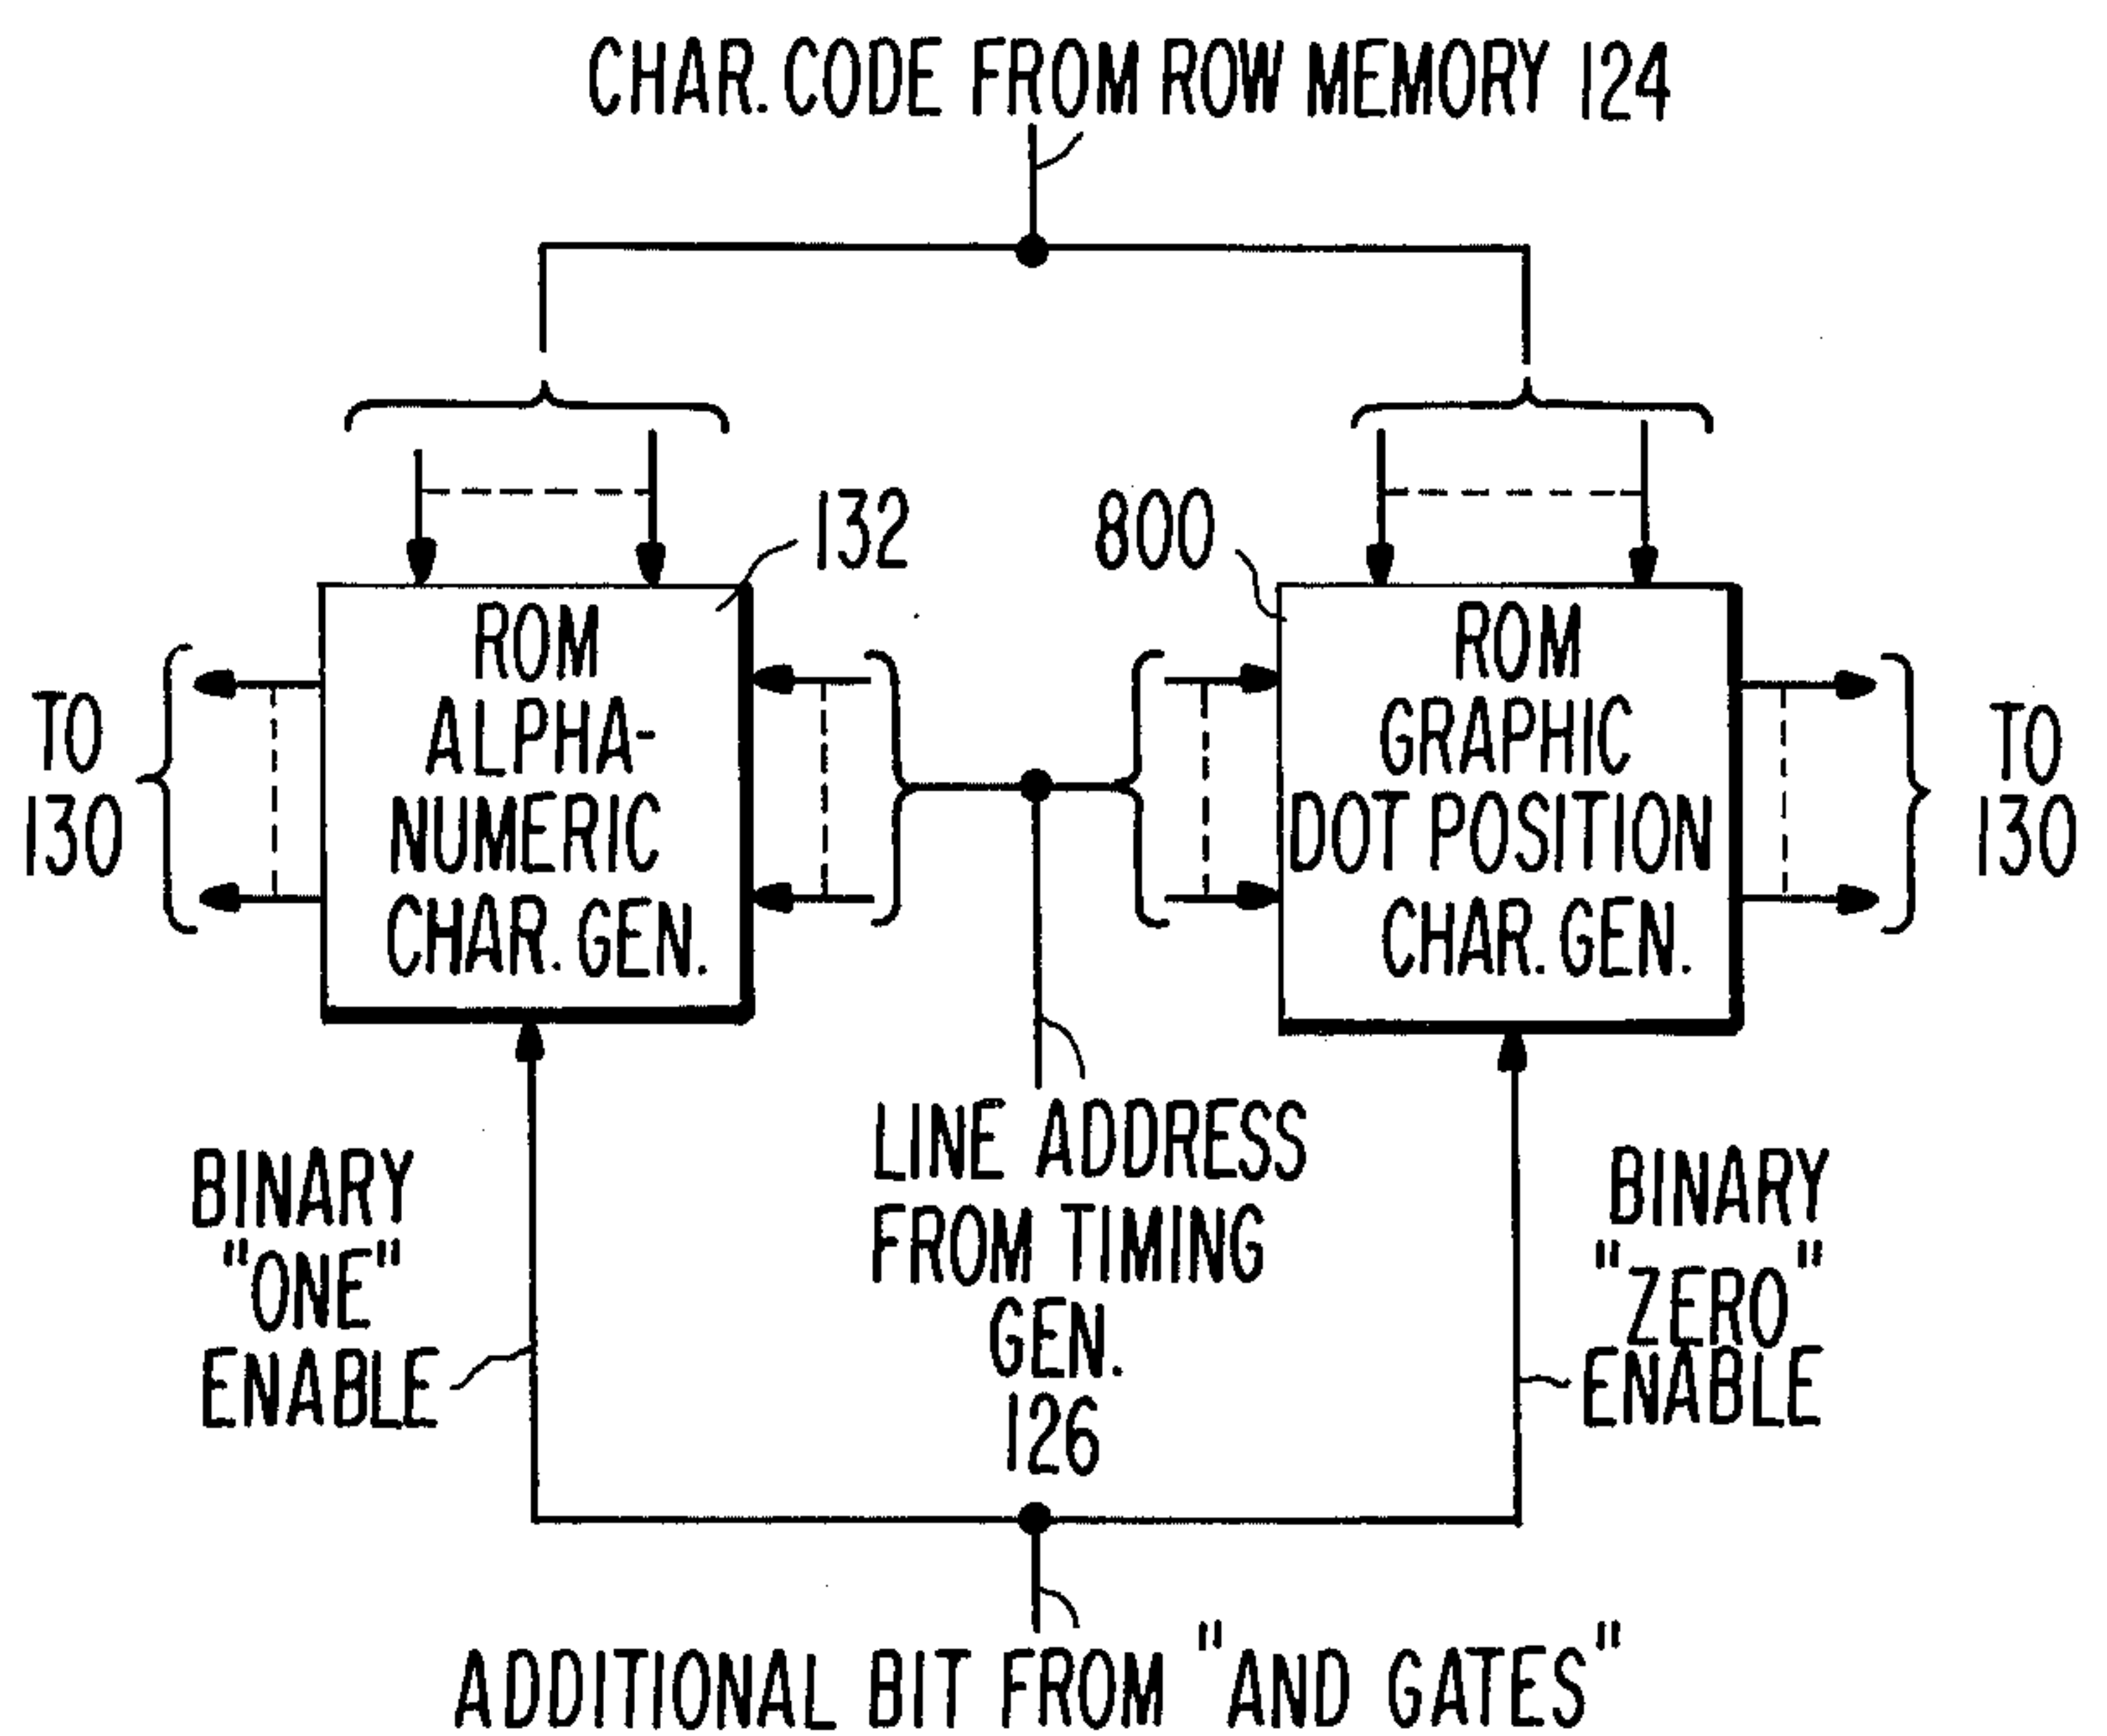 CHAR. CODE FROM ROW MEMORY 124
132
800
ROM
ALPHA-
NUMERIC
CHAR. GEN.
ROM
GRAPHIC
DOT POSITION
CHAR. GEN.
TO
130
TO
130
LINE ADDRESS
FROM TIMING
GEN.
126
BINARY
"ONE"
ENABLE
BINARY
"ZERO"
ENABLE
ADDITIONAL BIT FROM "AND GATES"